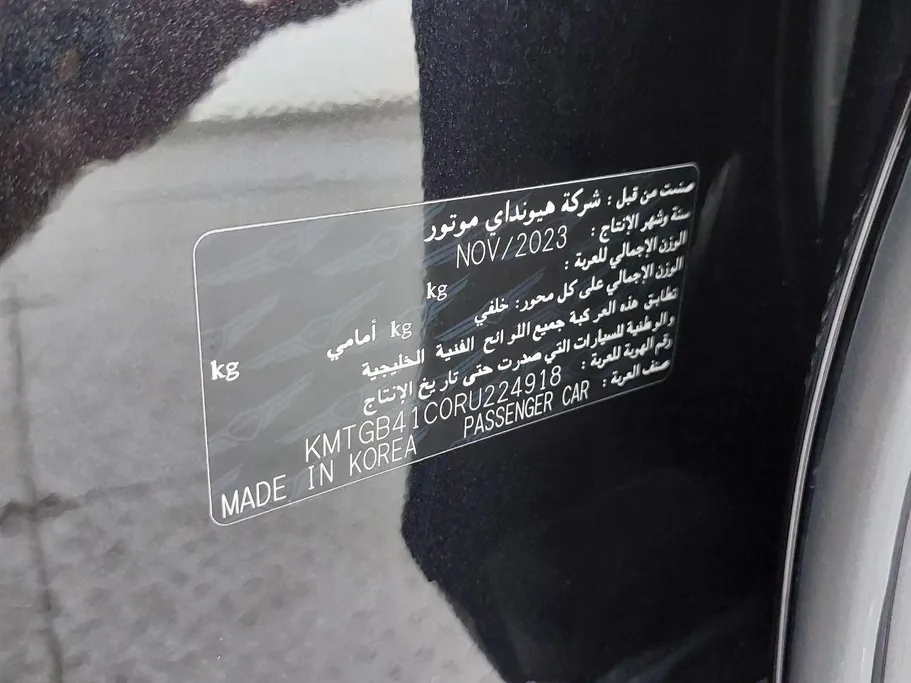 صنعت من قبل : شركة هيونداي موتور
سنة وشهر الإنتاج : NOV/2023
الوزن الإجمالي للعربة : kg
الوزن الإجمالي على كل محور: خلفي kg أمامي kg
تطابق هذه المركبة جميع اللوائح الفنية الخليجية
والوطنية للسيارات التي صدرت حتى تاريخ الإنتاج
رقم الهوية للعربة : KMTGB41C0RU224918
صنف العربة : PASSENGER CAR MADE IN KOREA